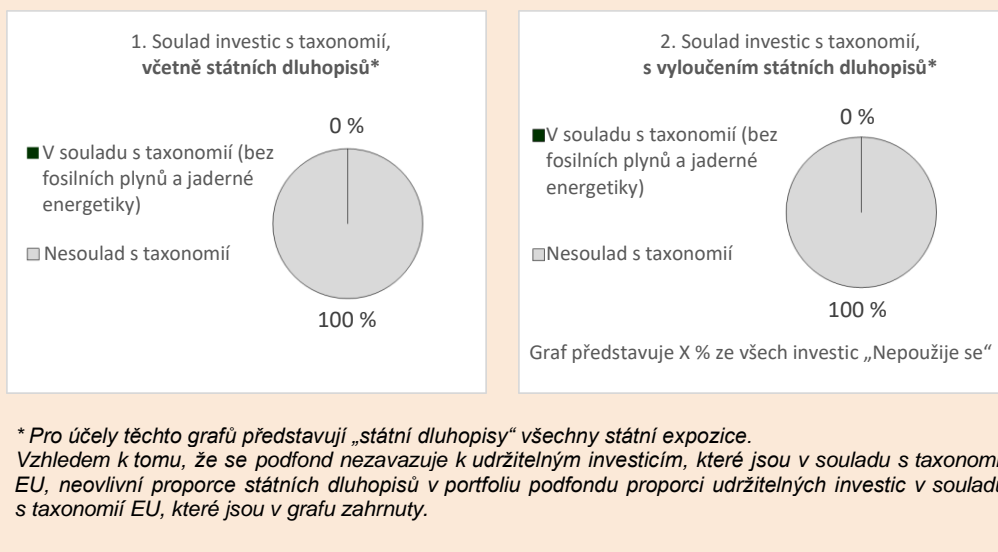 1. Soulad investic s taxonomií,
včetně státních dluhopisů*
0 %
V souladu s taxonomií (bez
fosilních plynů a jaderné
energetiky)
Nesoulad s taxonomií
100 %
2. Soulad investic s taxonomií,
s vyloučením státních dluhopisů*
0 %
V souladu s taxonomií (bez
fosilních plynů a jaderné
energetiky)
Nesoulad s taxonomií
100 %
Graf představuje X % ze všech investic „Nepoužije se“
* Pro účely těchto grafů představují „státní dluhopisy“ všechny státní expozice.
Vzhledem k tomu, že se podfond nezavazuje k udržitelným investicím, které jsou v souladu s taxonomi
EU, neovlivní proporce státních dluhopisů v portfoliu podfondu proporci udržitelných investic v souladu
s taxonomií EU, které jsou v grafu zahrnuty.